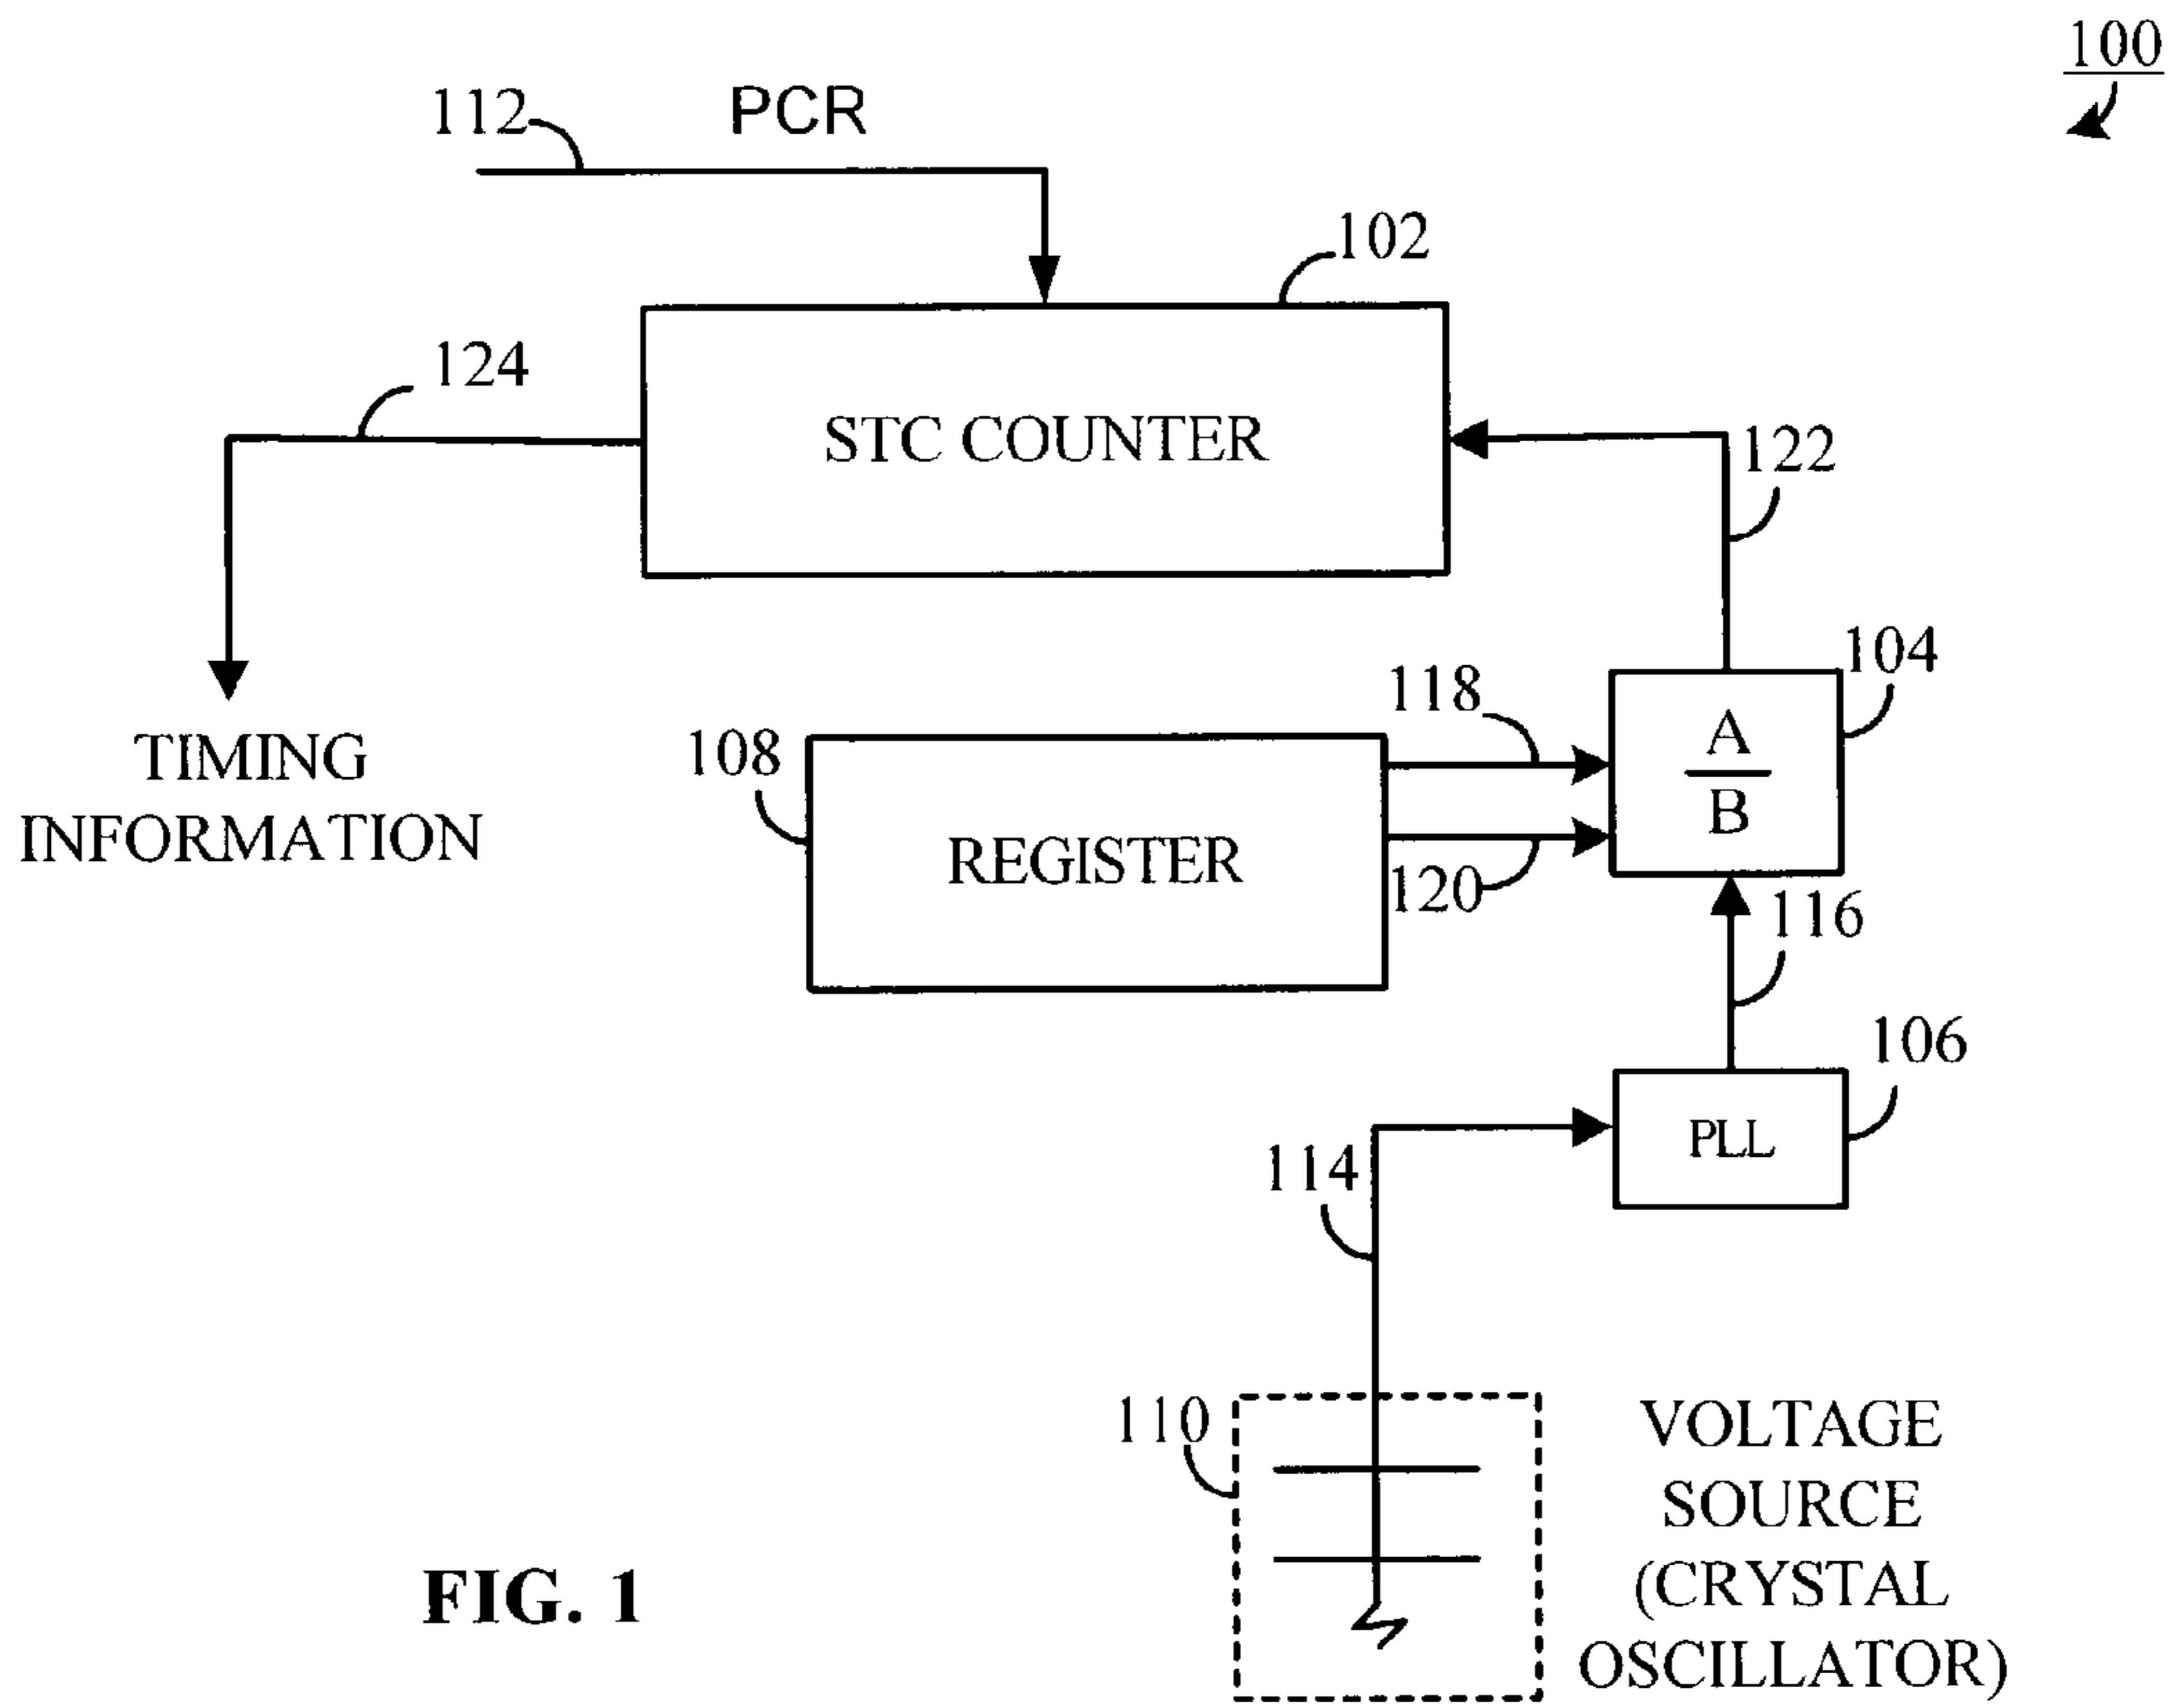 100
112
PCR
102
124
STC COUNTER
122
104
118
A
B
108
TIMING
INFORMATION
REGISTER
120
116
106
PLL
114
110
VOLTAGE
SOURCE
(CRYSTAL
OSCILLATOR)
FIG. 1